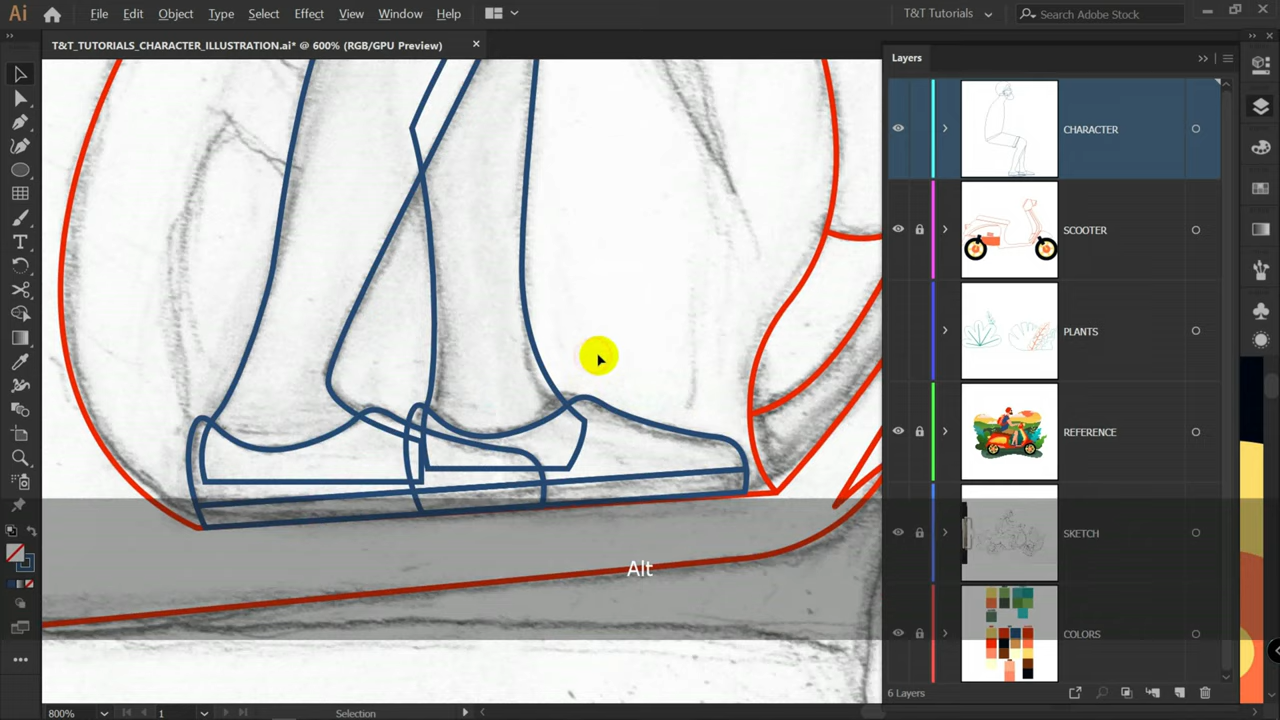 Ai File Edit Object Type Select Effect View Window Help T&T Tutorials Search Adobe Stock
T&T_TUTORIALS_CHARACTER_ILLUSTRATION.ai* @ 600% (RGB/GPU Preview) ×
Layers
CHARACTER
SCOOTER
PLANTS
REFERENCE
SKETCH
Alt
COLORS
6 Layers
800% 1 Selection